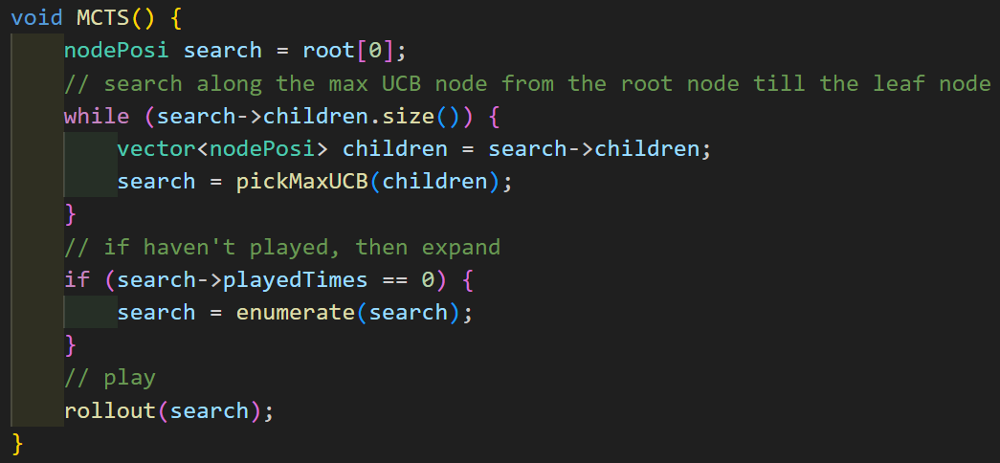 void MCTS() {
    nodePosi search = root[0];
    // search along the max UCB node from the root node till the leaf node
    while (search->children.size()) {
        vector<nodePosi> children = search->children;
        search = pickMaxUCB(children);
    }
    // if haven't played, then expand
    if (search->playedTimes == 0) {
        search = enumerate(search);
    }
    // play
    rollout(search);
}